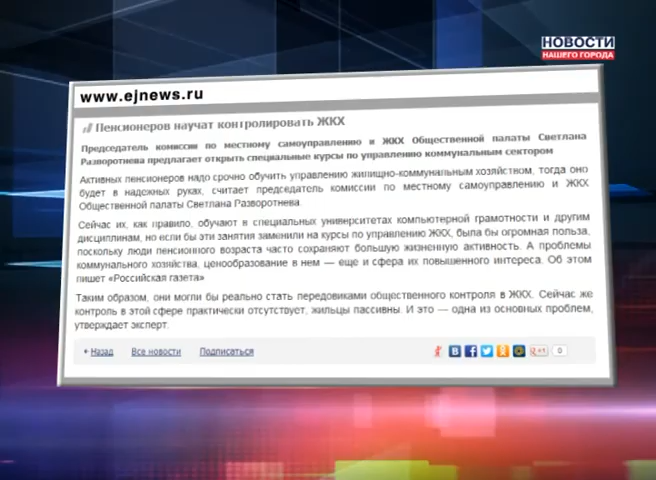 НОВОСТИ
НАШЕГО ГОРОДА
www.ejnews.ru
Пенсионеров научат контролировать ЖКХ
Председатель комиссии по местному самоуправлению и ЖКХ Общественной палаты Светлана
Разворотнева предлагает открыть специальные курсы по управлению коммунальным сектором
Активных пенсионеров надо срочно обучить управлению жилищно-коммунальным хозяйством, тогда оно
будет в надежных руках, считает председатель комиссии по местному самоуправлению и ЖКХ
Общественной палаты Светлана Разворотнева.
Сейчас их, как правило, обучают в специальных университетах компьютерной грамотности и другим
дисциплинам, но если бы эти занятия заменили на курсы по управлению ЖКХ, была бы огромная польза,
поскольку люди пенсионного возраста часто сохраняют большую жизненную активность. А проблемы
коммунального хозяйства, ценообразование в нем — еще и сфера их повышенного интереса. Об этом
пишет «Российская газета»
Таким образом, они могли бы реально стать передовиками общественного контроля в ЖКХ. Сейчас же
контроль в этой сфере практически отсутствует, жильцы пассивны. И это — одна из основных проблем,
утверждает эксперт.
Назад Все новости Подписаться +1 0